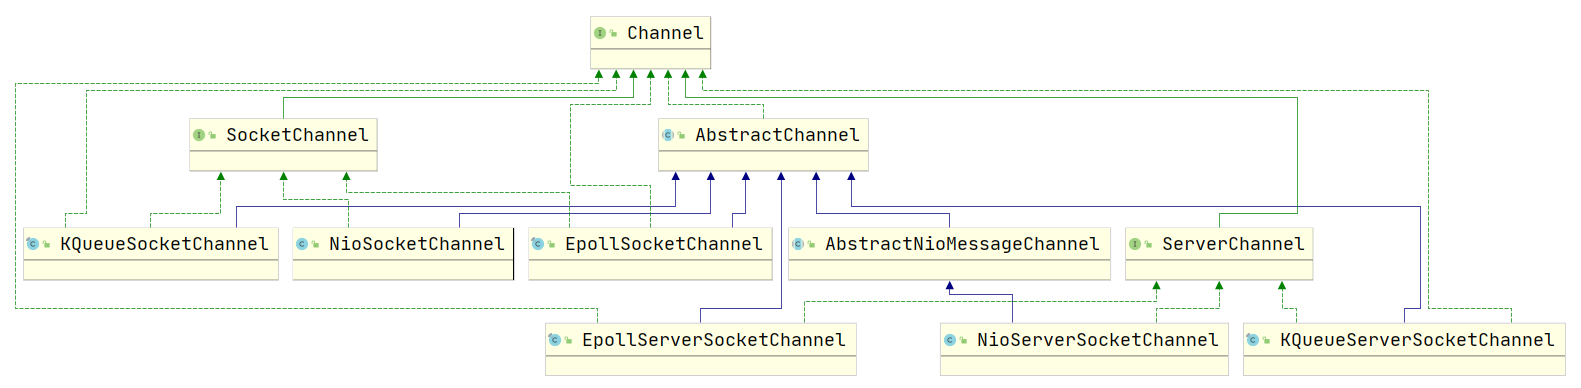 Channel
SocketChannel
AbstractChannel
KQueueSocketChannel
NioSocketChannel
EpollSocketChannel
AbstractNioMessageChannel
ServerChannel
EpollServerSocketChannel
NioServerSocketChannel
KQueueServerSocketChannel